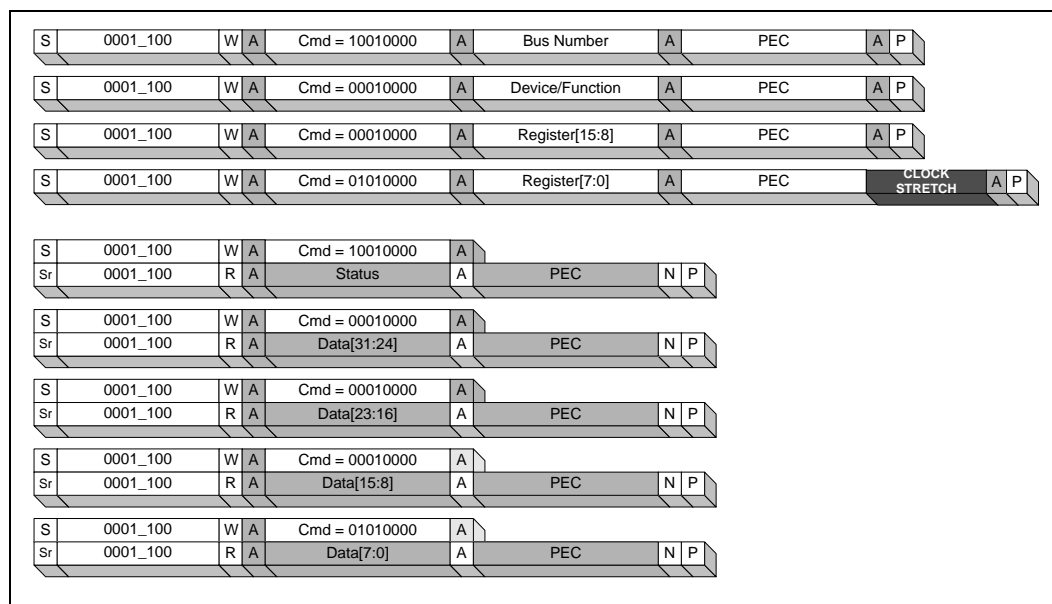 S 0001_100 W A Cmd = 10010000 A Bus Number A PEC A P
S 0001_100 W A Cmd = 00010000 A Device/Function A PEC A P
S 0001_100 W A Cmd = 00010000 A Register[15:8] A PEC A P
S 0001_100 W A Cmd = 01010000 A Register[7:0] A PEC CLOCK STRETCH A P
S 0001_100 W A Cmd = 10010000 A
Sr 0001_100 R A Status A PEC N P
S 0001_100 W A Cmd = 00010000 A
Sr 0001_100 R A Data[31:24] A PEC N P
S 0001_100 W A Cmd = 00010000 A
Sr 0001_100 R A Data[23:16] A PEC N P
S 0001_100 W A Cmd = 00010000 A
Sr 0001_100 R A Data[15:8] A PEC N P
S 0001_100 W A Cmd = 01010000 A
Sr 0001_100 R A Data[7:0] A PEC N P